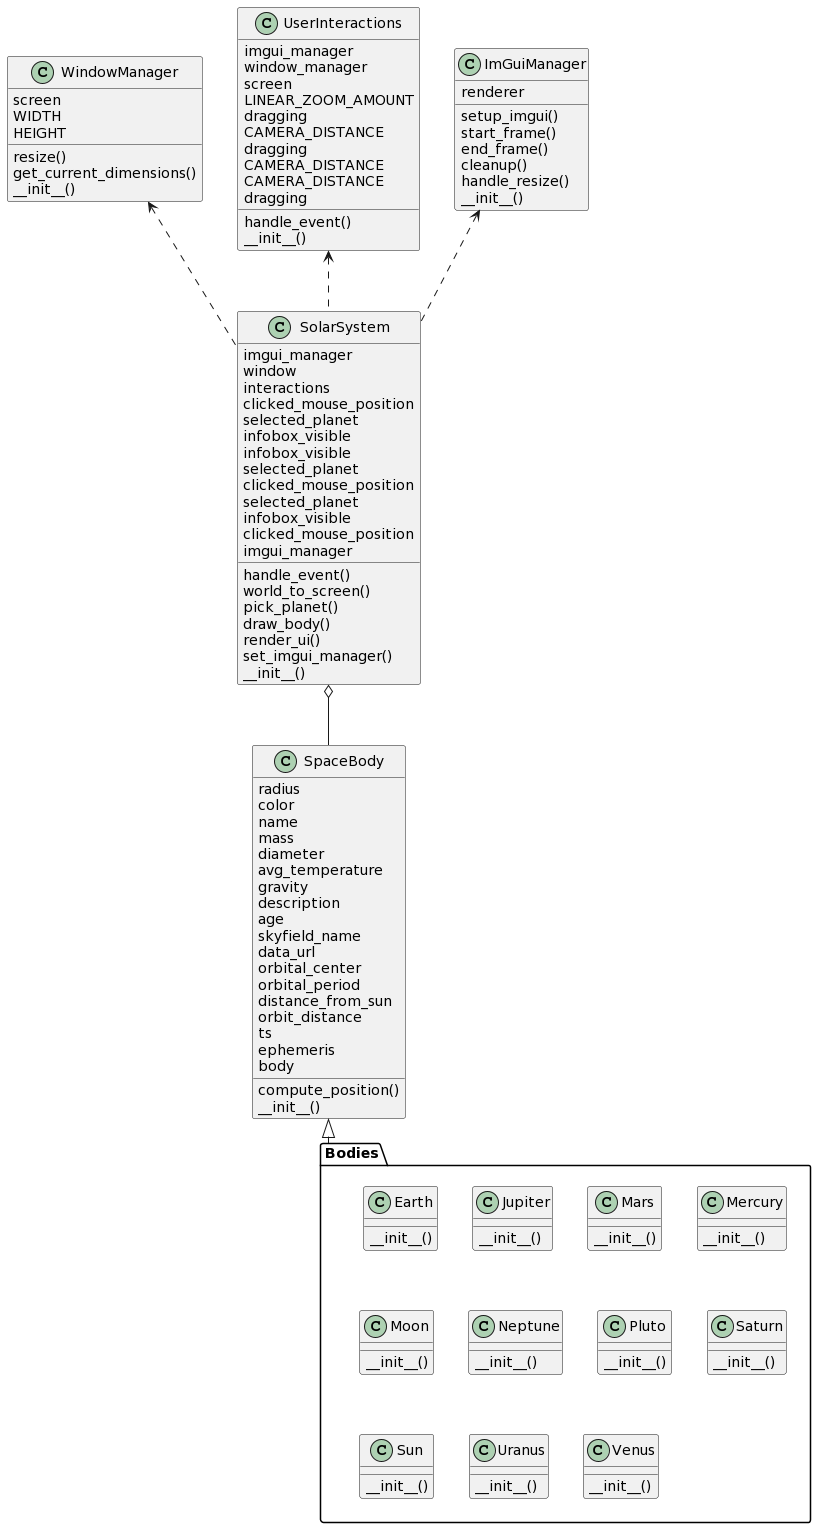 C WindowManager
screen
WIDTH
HEIGHT
resize()
get_current_dimensions()
__init__()
C UserInteractions
imgui_manager
window_manager
screen
LINEAR_ZOOM_AMOUNT
dragging
CAMERA_DISTANCE
dragging
CAMERA_DISTANCE
CAMERA_DISTANCE
dragging
handle_event()
__init__()
C ImGuiManager
renderer
setup_imgui()
start_frame()
end_frame()
cleanup()
handle_resize()
__init__()
C SolarSystem
imgui_manager
window
interactions
clicked_mouse_position
selected_planet
infobox_visible
infobox_visible
selected_planet
clicked_mouse_position
selected_planet
infobox_visible
clicked_mouse_position
imgui_manager
handle_event()
world_to_screen()
pick_planet()
draw_body()
render_ui()
set_imgui_manager()
__init__()
C SpaceBody
radius
color
name
mass
diameter
avg_temperature
gravity
description
age
skyfield_name
data_url
orbital_center
orbital_period
distance_from_sun
orbit_distance
ts
ephemeris
body
compute_position()
__init__()
Bodies
C Earth
__init__()
C Jupiter
__init__()
C Mars
__init__()
C Mercury
__init__()
C Moon
__init__()
C Neptune
__init__()
C Pluto
__init__()
C Saturn
__init__()
C Sun
__init__()
C Uranus
__init__()
C Venus
__init__()